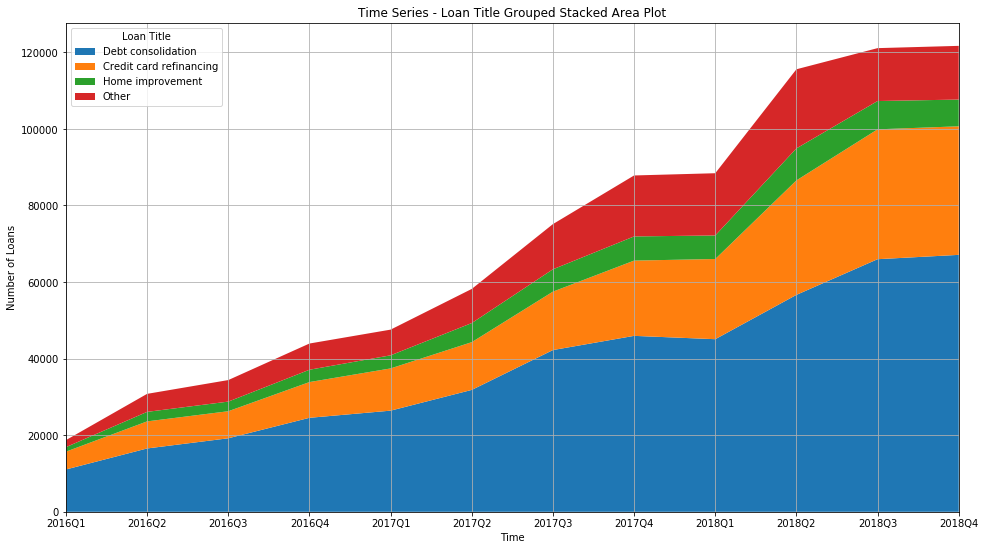 Time Series - Loan Title Grouped Stacked Area Plot
Loan Title
Debt consolidation
Credit card refinancing
Home improvement
Other
120000
100000
80000
60000
40000
20000
0
Number of Loans
2016Q1 2016Q2 2016Q3 2016Q4 2017Q1 2017Q2 2017Q3 2017Q4 2018Q1 2018Q2 2018Q3 2018Q4
Time